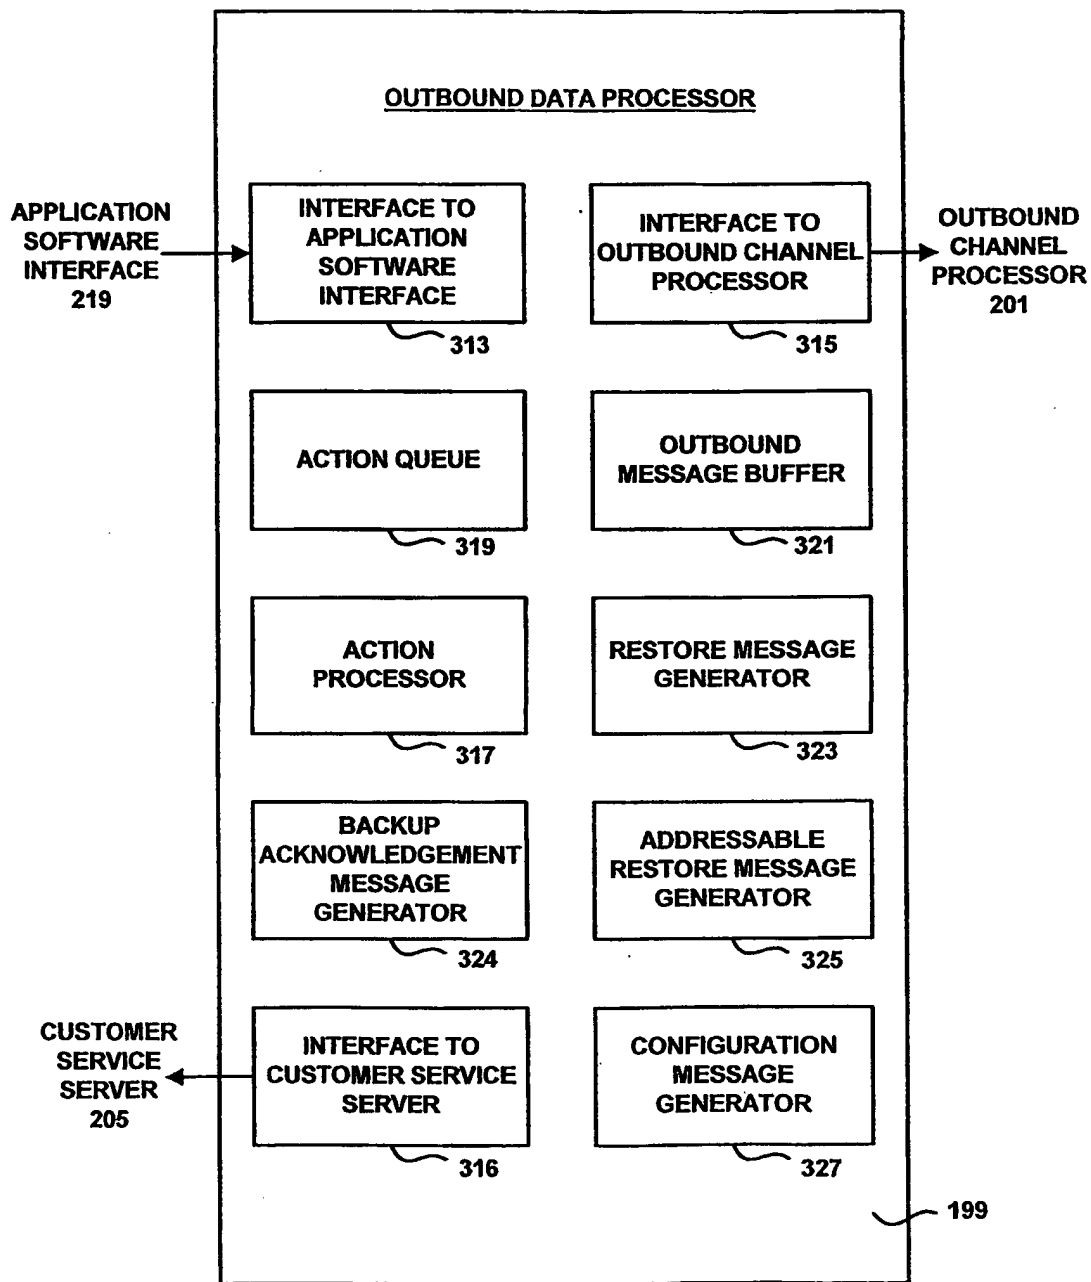 OUTBOUND DATA PROCESSOR
APPLICATION
SOFTWARE
INTERFACE
219
INTERFACE TO
APPLICATION
SOFTWARE
INTERFACE
313
INTERFACE TO
OUTBOUND CHANNEL
PROCESSOR
315
OUTBOUND
CHANNEL
PROCESSOR
201
ACTION QUEUE
319
OUTBOUND
MESSAGE BUFFER
321
ACTION
PROCESSOR
317
RESTORE MESSAGE
GENERATOR
323
BACKUP
ACKNOWLEDGEMENT
MESSAGE
GENERATOR
324
ADDRESSABLE
RESTORE MESSAGE
GENERATOR
325
CUSTOMER
SERVICE
SERVER
205
INTERFACE TO
CUSTOMER SERVICE
SERVER
316
CONFIGURATION
MESSAGE
GENERATOR
327
199